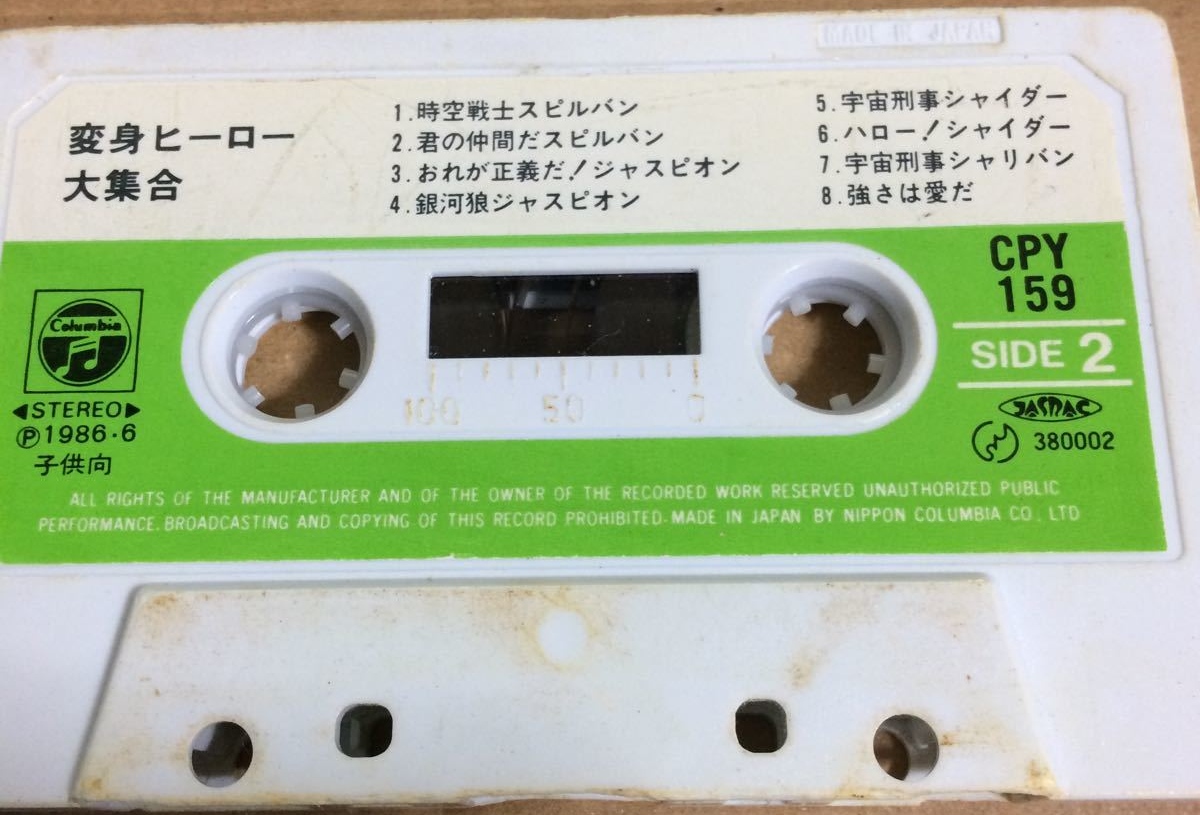 MADE IN JAPAN
変身ヒーロー
大集合
1.時空戦士スピルバン
2.君の仲間だスピルバン
3.おれが正義だ!ジャスピオン
4.銀河狼ジャスピオン
5.宇宙刑事シャイダー
6.ハロー!シャイダー
7.宇宙刑事シャリバン
8.強さは愛だ
Columbia
◀STEREO▶
Ⓟ1986·6
子供向
100 50 0
CPY
159
SIDE 2
JASRAC
380002
ALL RIGHTS OF THE MANUFACTURER AND OF THE OWNER OF THE RECORDED WORK RESERVED UNAUTHORIZED PUBLIC
PERFORMANCE. BROADCASTING AND COPYING OF THIS RECORD PROHIBITED·MADE IN JAPAN BY NIPPON COLUMBIA CO., LTD